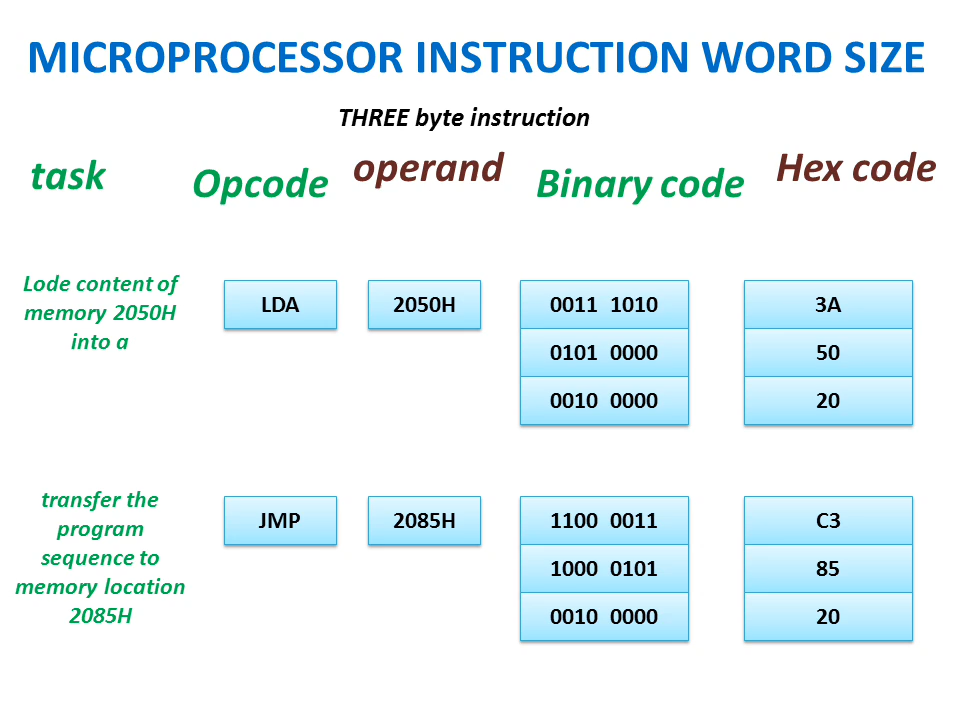 MICROPROCESSOR INSTRUCTION WORD SIZE
THREE byte instruction
task Opcode operand Binary code Hex code
Lode content of
memory 2050H
into a
LDA 2050H 0011 1010 3A
0101 0000 50
0010 0000 20
transfer the
program
sequence to
memory location
2085H
JMP 2085H 1100 0011 C3
1000 0101 85
0010 0000 20